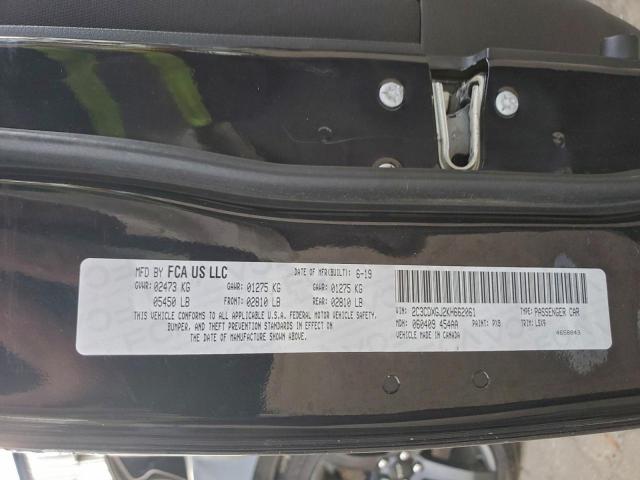 MFD BY FCA US LLC DATE OF MFR(BUILT): 6-19
GVWR: 02473 KG GAWR: 01275 KG GAWR: 01275 KG
05450 LB FRONT: 02810 LB REAR: 02810 LB
THIS VEHICLE CONFORMS TO ALL APPLICABLE U.S.A. FEDERAL MOTOR VEHICLE SAFETY,
BUMPER, AND THEFT PREVENTION STANDARDS IN EFFECT ON
THE DATE OF MANUFACTURE SHOWN ABOVE.
VIN: 2C3CDXGJ2KH662061 TYPE: PASSENGER CAR
MDH: 060409 454AA PAINT: PX8 TRIM: LSX9
VEHICLE MADE IN CANADA 4658843